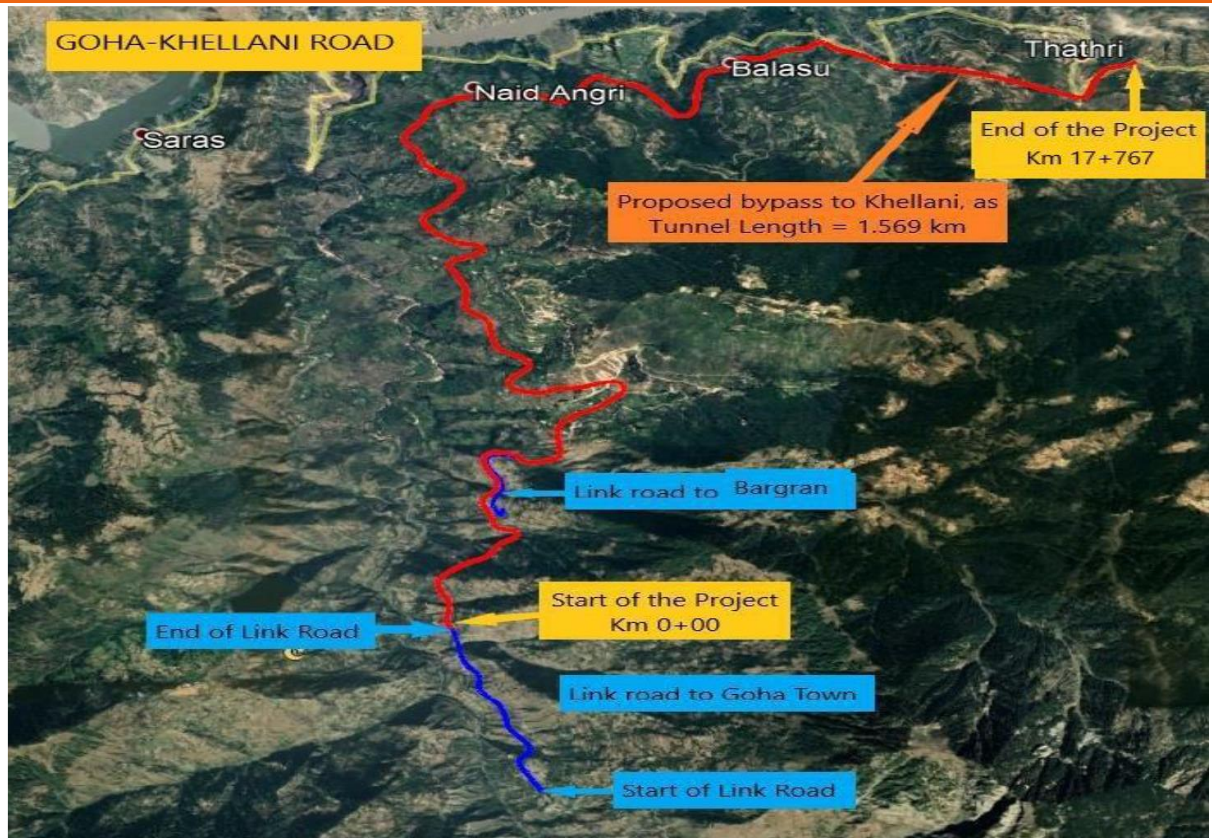 GOHA-KHELLANI ROAD
Thathri
Balasu
Naid Angri
Saras
End of the Project
Km 17+767
Proposed bypass to Khellani, as
Tunnel Length = 1.569 km
Link road to Bargran
Start of the Project
Km 0+00
End of Link Road
Link road to Goha Town
Start of Link Road